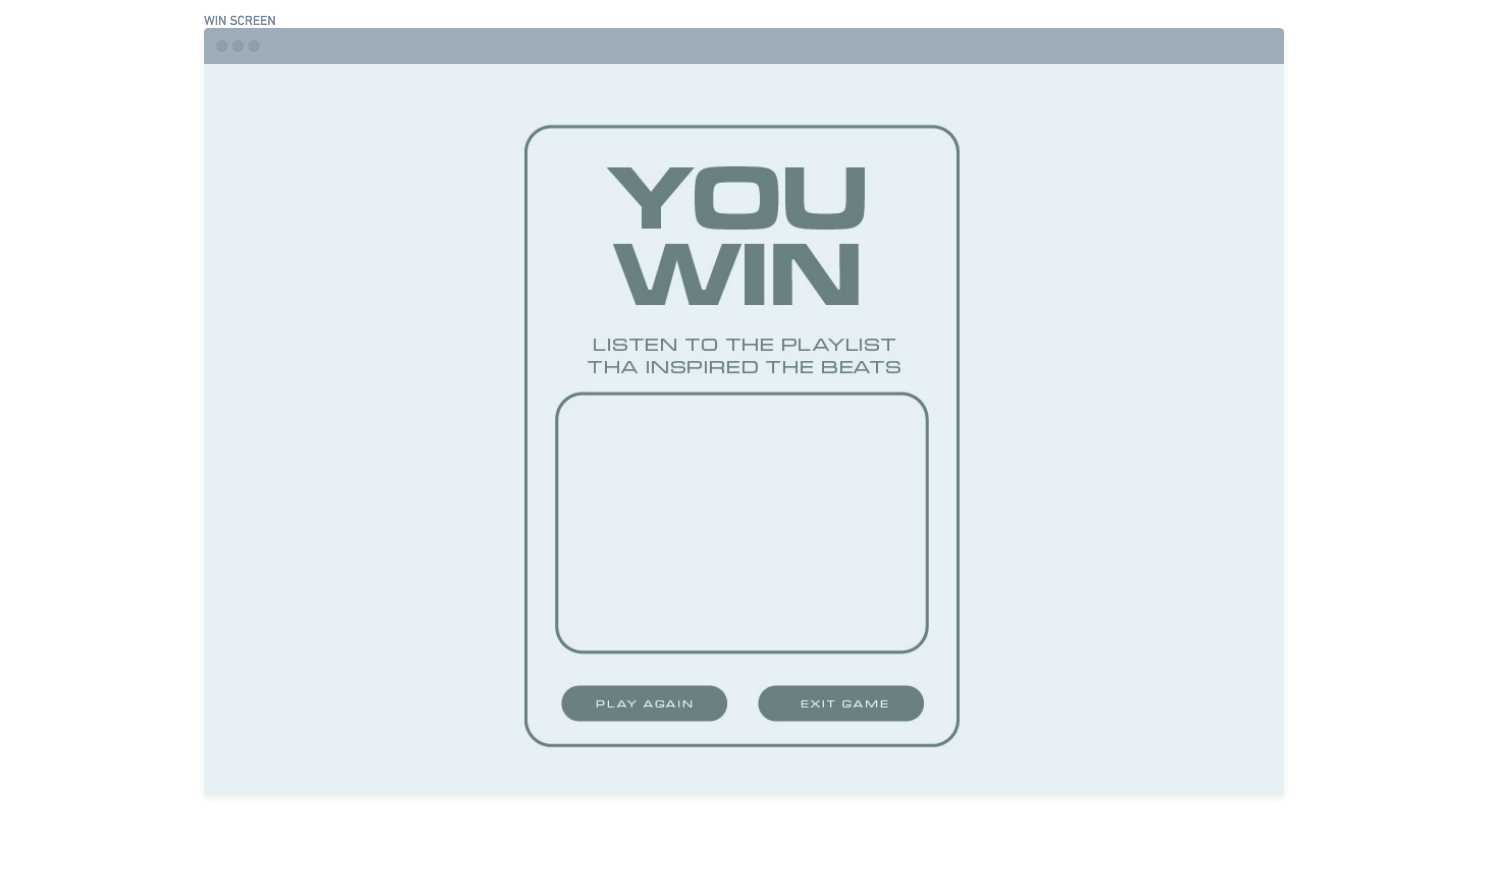 WIN SCREEN
YOU
WIN
LISTEN TO THE PLAYLIST
THA INSPIRED THE BEATS
PLAY AGAIN
EXIT GAME